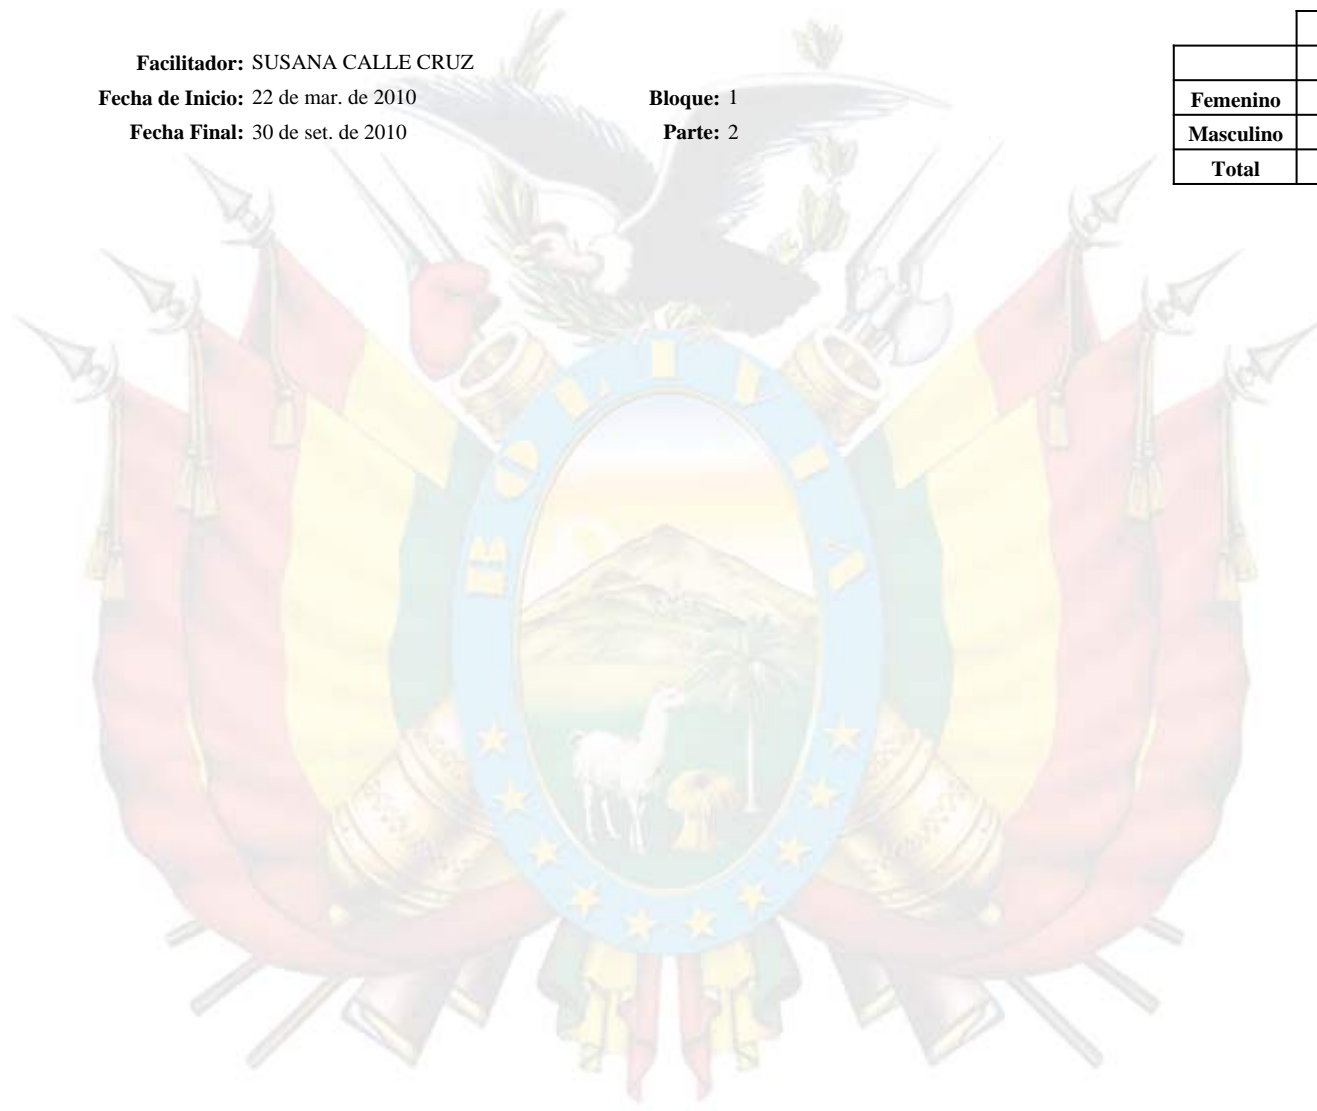 Facilitador: SUSANA CALLE CRUZ
Fecha de Inicio: 22 de mar. de 2010 Bloque: 1
Fecha Final: 30 de set. de 2010 Parte: 2
Femenino
Masculino
Total
BOLIVIA